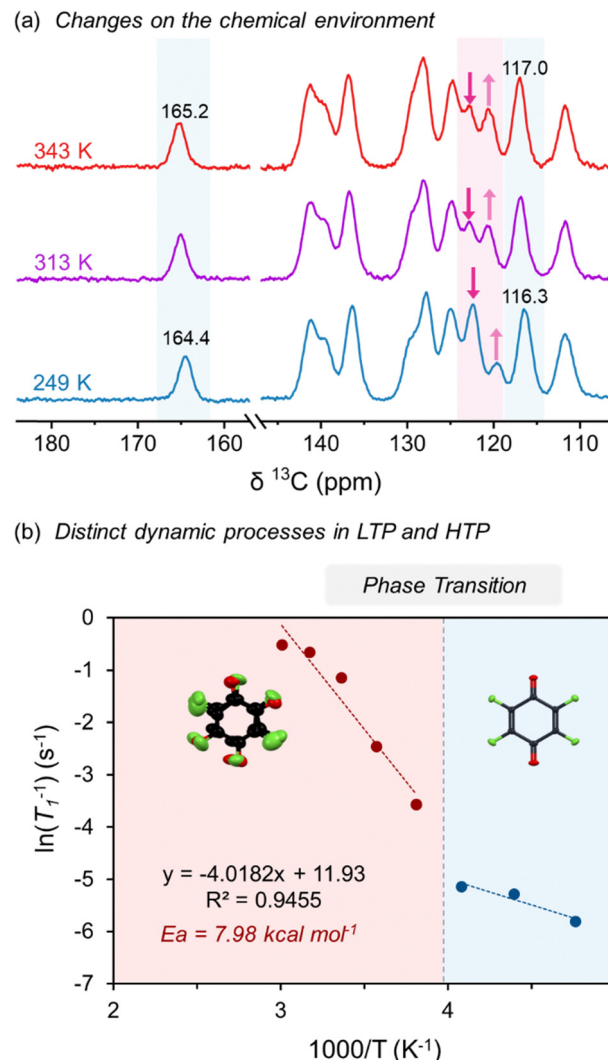 (a) Changes on the chemical environment
117.0
165.2
343 K
313 K
116.3
164.4
249 K
180 170 160 140 130 120 110
δ ¹³C (ppm)
(b) Distinct dynamic processes in LTP and HTP
Phase Transition
0
-1
-2
-3
-4
-5
-6
-7
ln(T₁⁻¹) (s⁻¹)
y = -4.0182x + 11.93
R² = 0.9455
Ea = 7.98 kcal mol⁻¹
2 3 4
1000/T (K⁻¹)